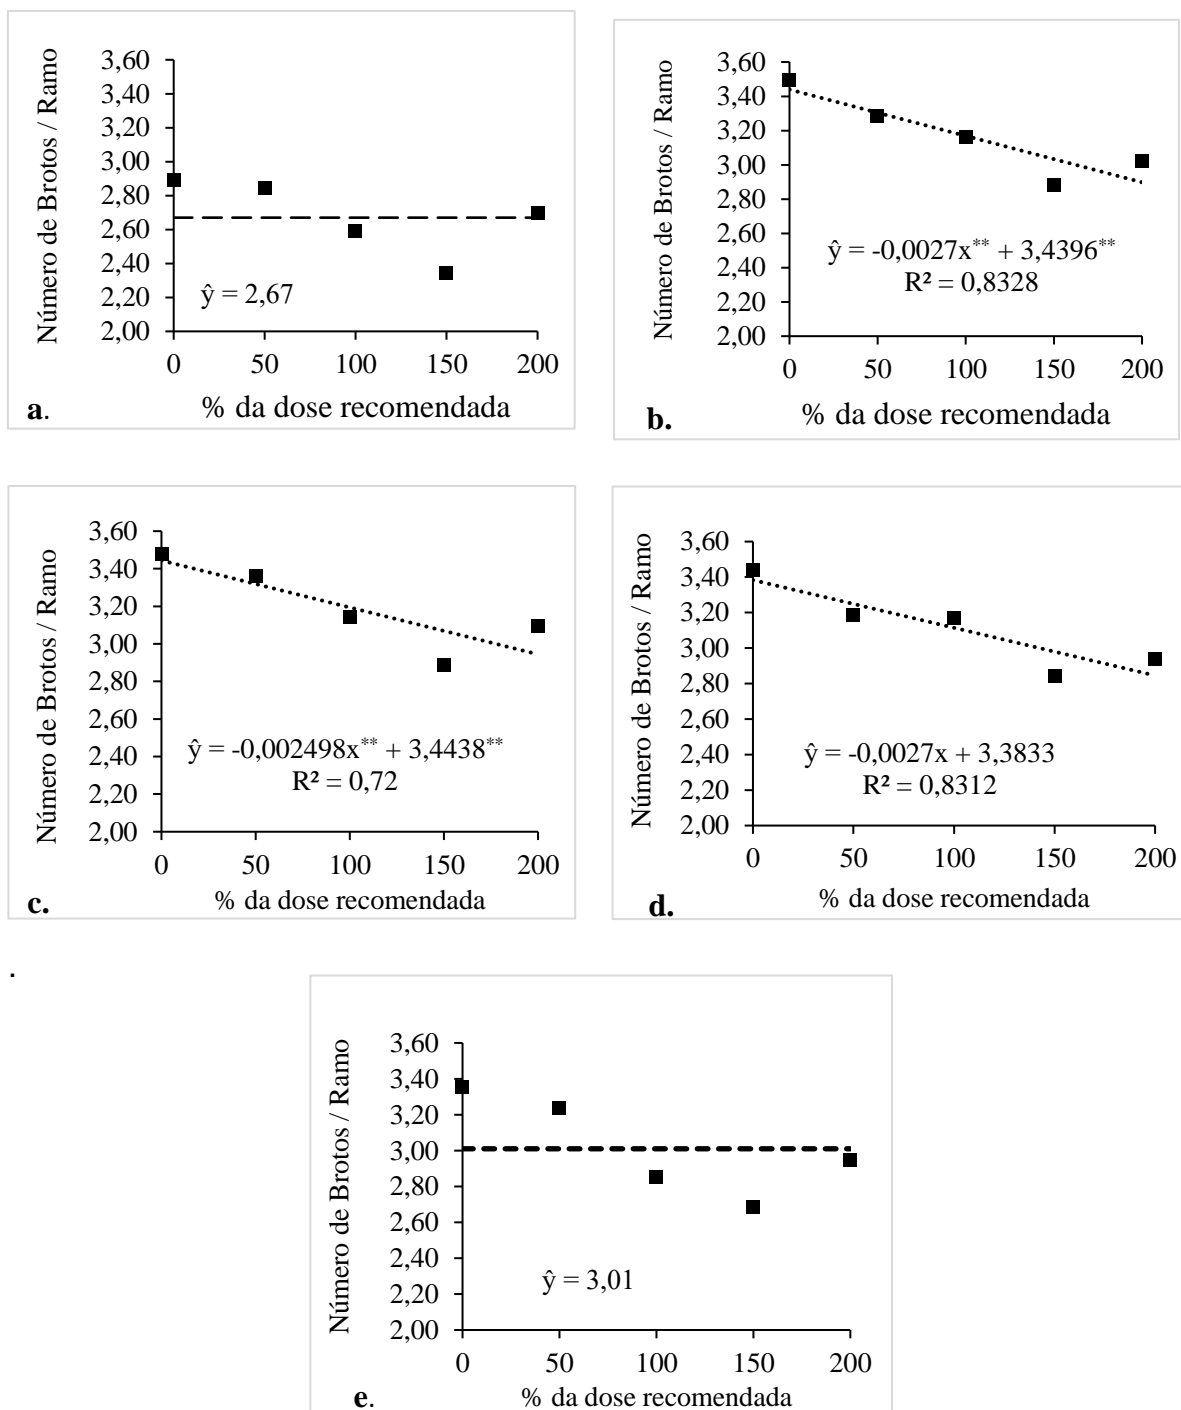 Número de Brotos / Ramo
3,60
3,40
3,20
3,00
2,80
2,60
2,40
2,20
2,00
ŷ = 2,67
0 50 100 150 200
% da dose recomendada
a.
Número de Brotos / Ramo
3,60
3,40
3,20
3,00
2,80
2,60
2,40
2,20
2,00
ŷ = -0,0027x** + 3,4396**
R² = 0,8328
0 50 100 150 200
% da dose recomendada
b.
Número de Brotos / Ramo
3,60
3,40
3,20
3,00
2,80
2,60
2,40
2,20
2,00
ŷ = -0,002498x** + 3,4438**
R² = 0,72
0 50 100 150 200
% da dose recomendada
c.
Número de Brotos / Ramo
3,60
3,40
3,20
3,00
2,80
2,60
2,40
2,20
2,00
ŷ = -0,0027x + 3,3833
R² = 0,8312
0 50 100 150 200
% da dose recomendada
d.
.
Número de Brotos / Ramo
3,60
3,40
3,20
3,00
2,80
2,60
2,40
2,20
2,00
ŷ = 3,01
0 50 100 150 200
% da dose recomendada
e.